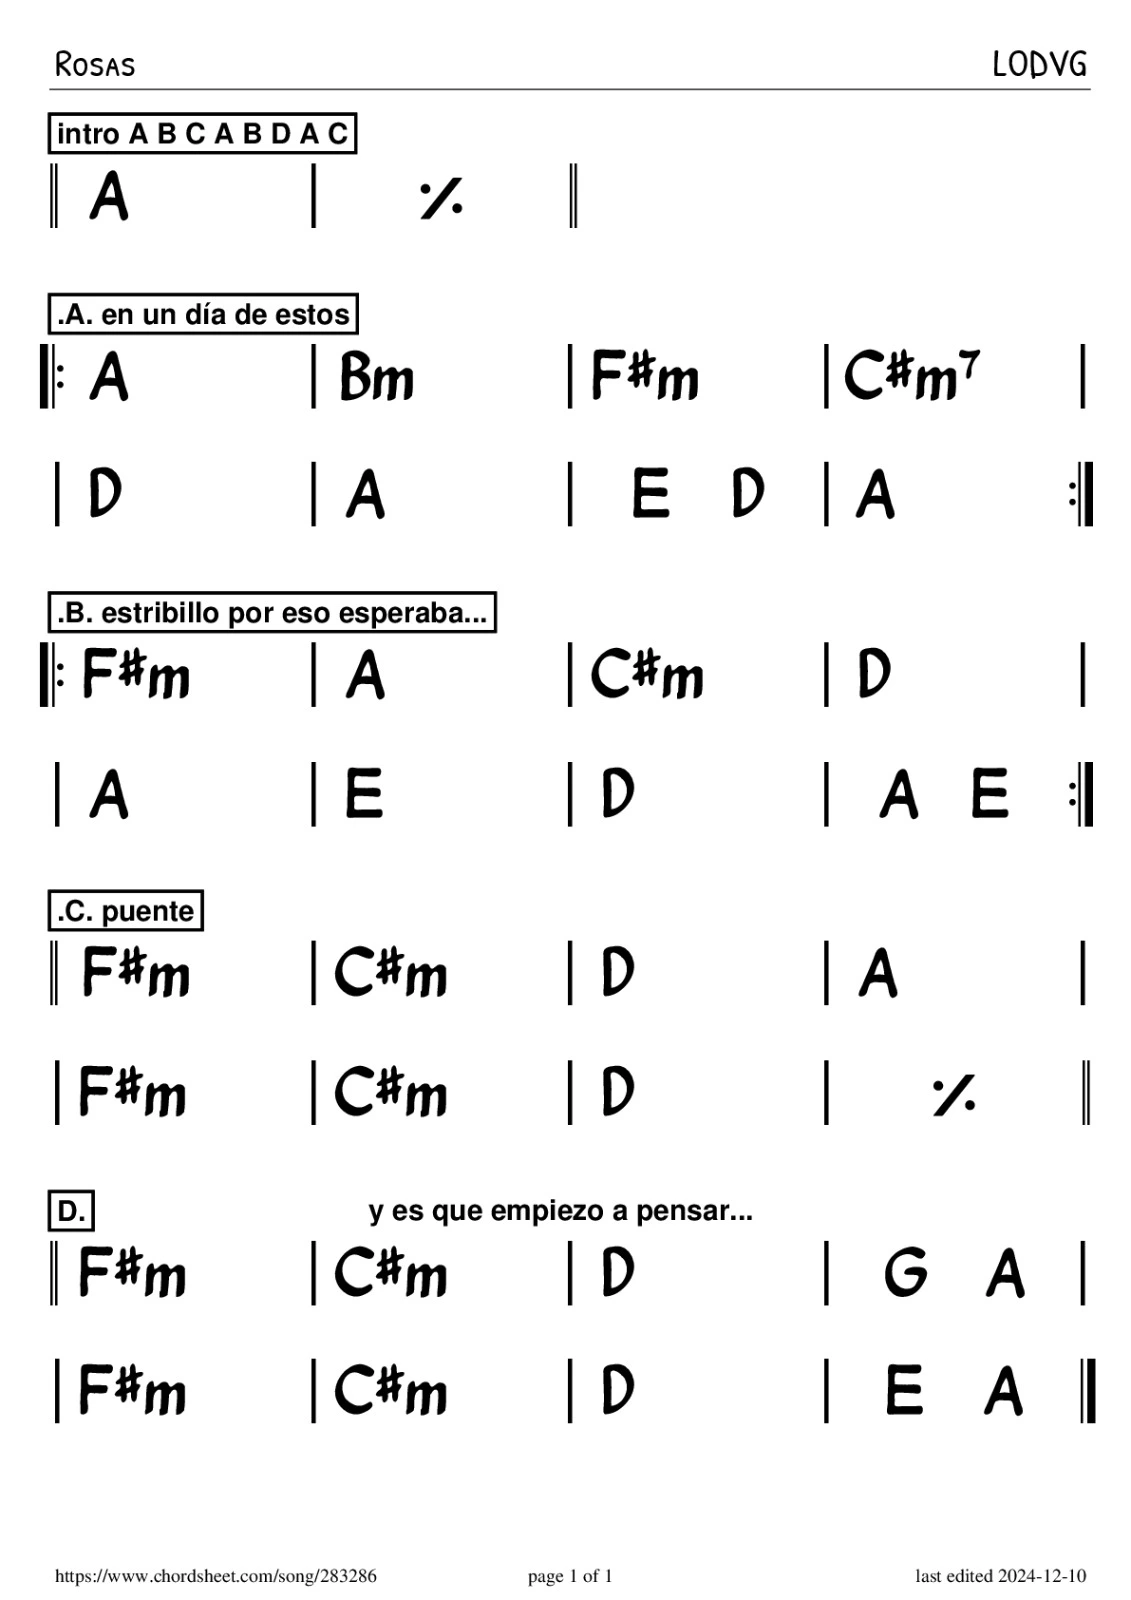 Rosas LODVG
intro A B C A B D A C
A | ٪
.A. en un día de estos
A | Bm | F#m | C#m7 |
| D | A | E D | A
.B. estribillo por eso esperaba...
F#m | A | C#m | D |
| A | E | D | A E
.C. puente
F#m | C#m | D | A |
| F#m | C#m | D | ٪
D. y es que empiezo a pensar...
F#m | C#m | D | G A |
| F#m | C#m | D | E A
https://www.chordsheet.com/song/283286 page 1 of 1 last edited 2024-12-10